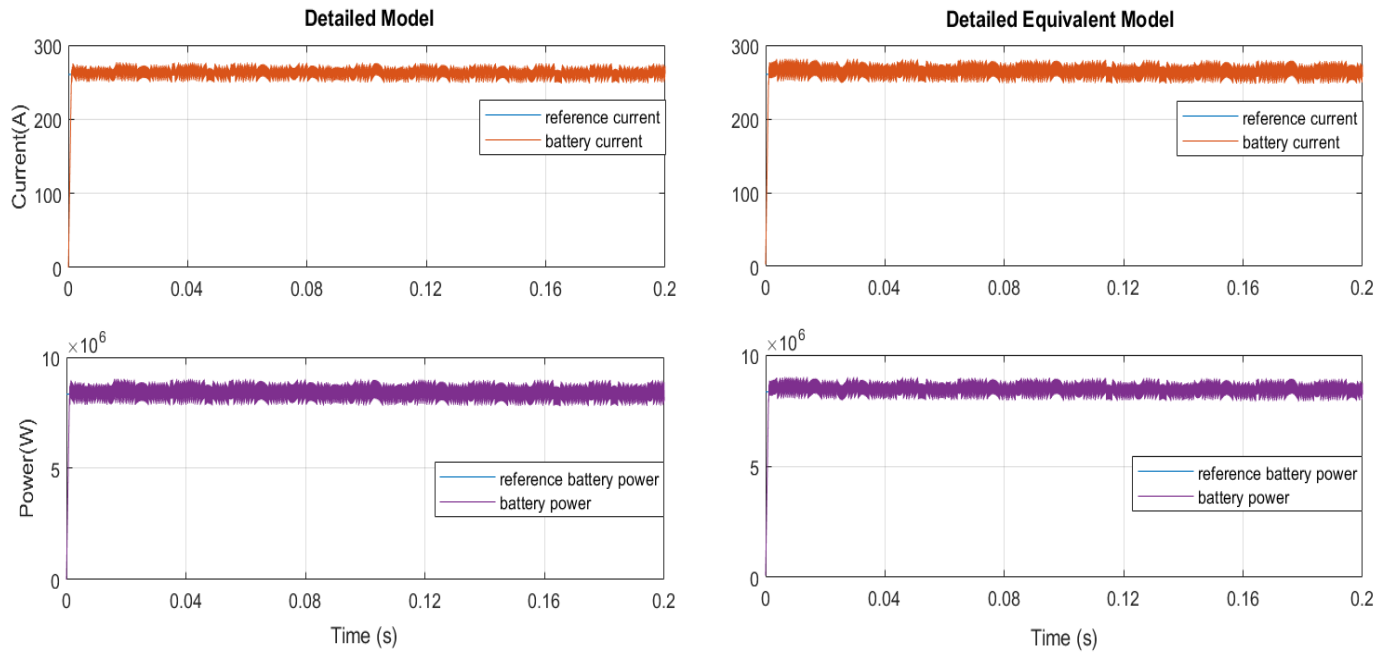 Detailed Model
Detailed Equivalent Model
300
200
100
0
Current(A)
reference current
battery current
0 0.04 0.08 0.12 0.16 0.2
300
200
100
0
reference current
battery current
0 0.04 0.08 0.12 0.16 0.2
×10⁶
10
5
0
Power(W)
reference battery power
battery power
0 0.04 0.08 0.12 0.16 0.2
Time (s)
×10⁶
10
5
0
reference battery power
battery power
0 0.04 0.08 0.12 0.16 0.2
Time (s)